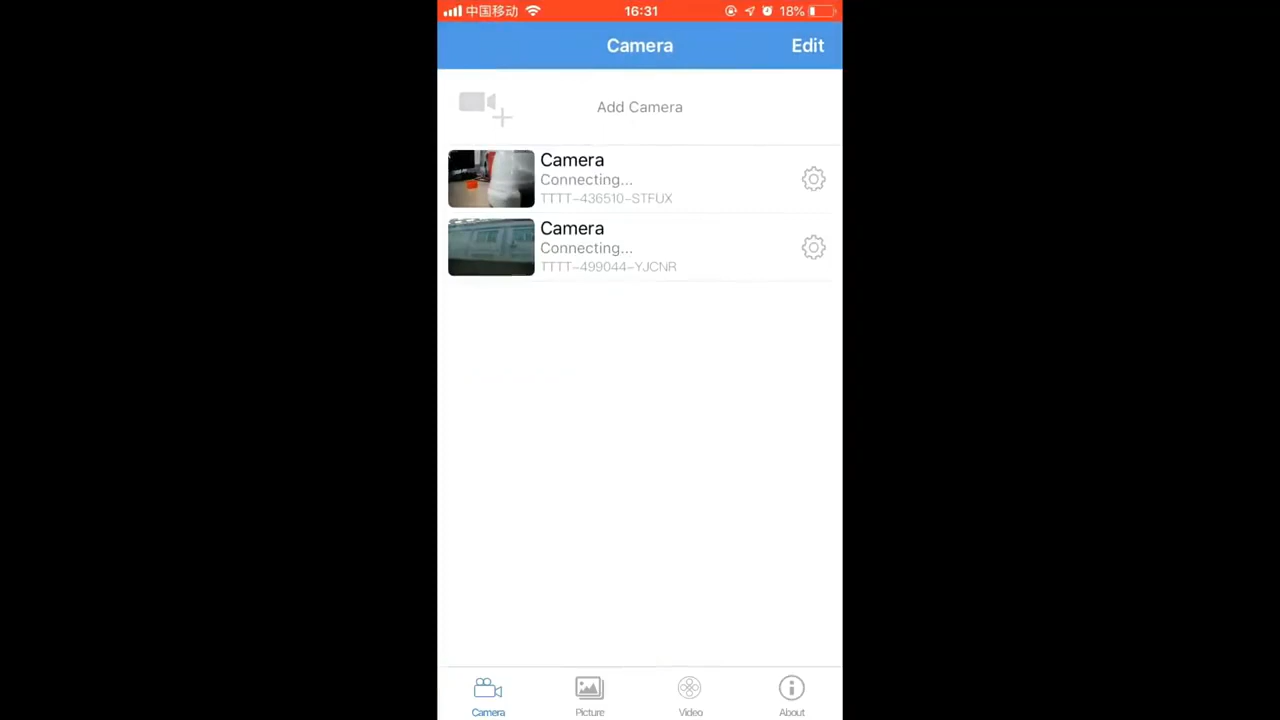 中国移动 16:31 18%
Camera Edit
Add Camera
Camera
Connecting...
TTTT-436510-STFUX
Camera
Connecting...
TTTT-499044-YJCNR
Camera Picture Video About